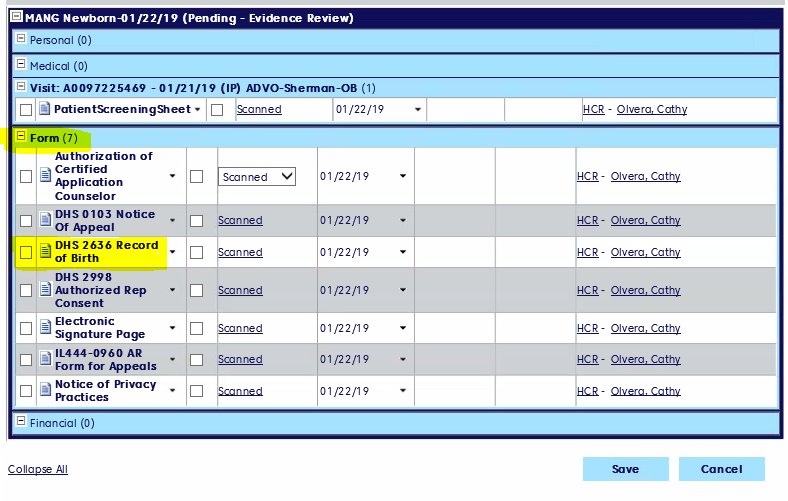 MANG Newborn-01/22/19 (Pending - Evidence Review)
Personal (0)
Medical (0)
Visit: A0097225469 - 01/21/19 (IP) ADVO-Sherman-OB (1)
PatientScreeningSheet Scanned 01/22/19 HCR - Olvera, Cathy
Form (7)
Authorization of
Certified
Application
Counselor
Scanned 01/22/19 HCR - Olvera, Cathy
DHS 0103 Notice
Of Appeal
Scanned 01/22/19 HCR - Olvera, Cathy
DHS 2636 Record
of Birth
Scanned 01/22/19 HCR - Olvera, Cathy
DHS 2998
Authorized Rep
Consent
Scanned 01/22/19 HCR - Olvera, Cathy
Electronic
Signature Page
Scanned 01/22/19 HCR - Olvera, Cathy
IL444-0960 AR
Form for Appeals
Scanned 01/22/19 HCR - Olvera, Cathy
Notice of Privacy
Practices
Scanned 01/22/19 HCR - Olvera, Cathy
Financial (0)
Collapse All Save Cancel